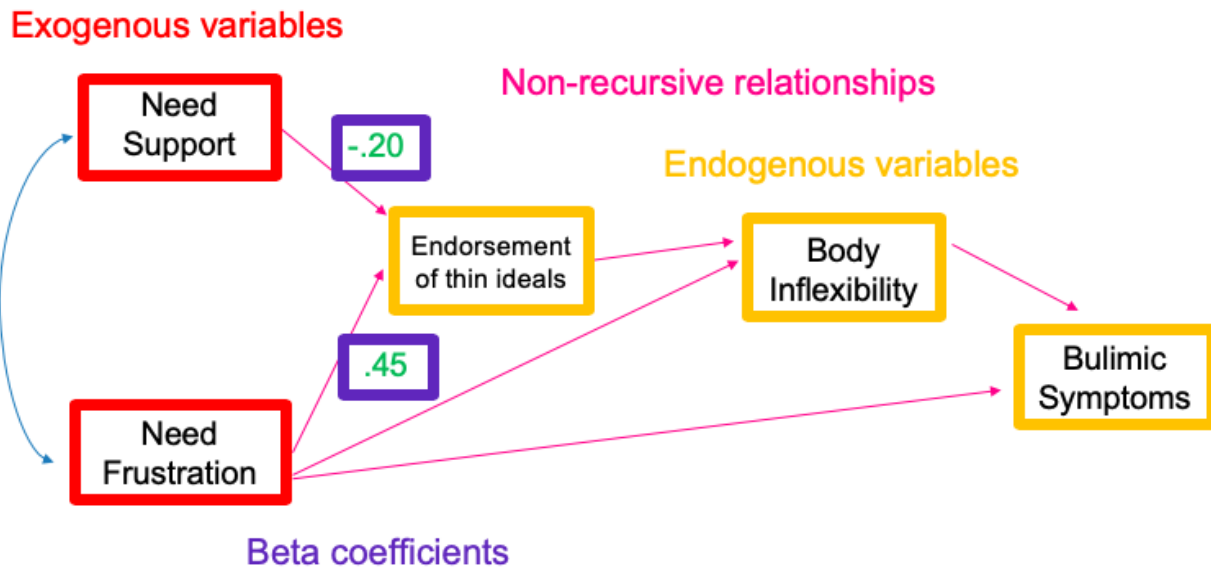 Exogenous variables
Non-recursive relationships
Need
Support
-.20
Endogenous variables
Endorsement
of thin ideals
Body
Inflexibility
.45
Bulimic
Symptoms
Need
Frustration
Beta coefficients